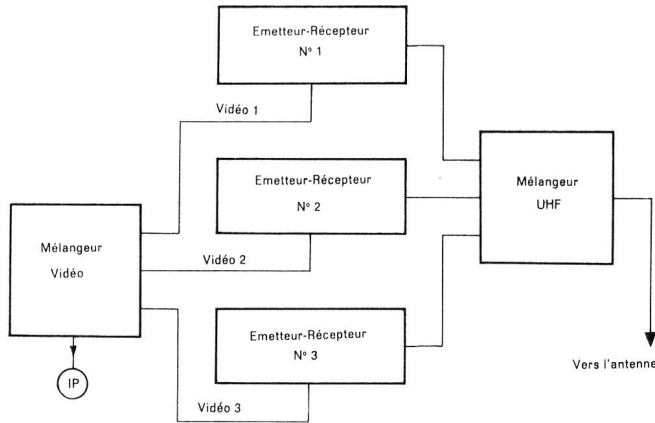 Emetteur-Récepteur
N° 1
Vidéo 1
Emetteur-Récepteur
N° 2
Mélangeur
UHF
Mélangeur
Vidéo
Vidéo 2
Emetteur-Récepteur
N° 3
Vers l'antenne
IP
Vidéo 3